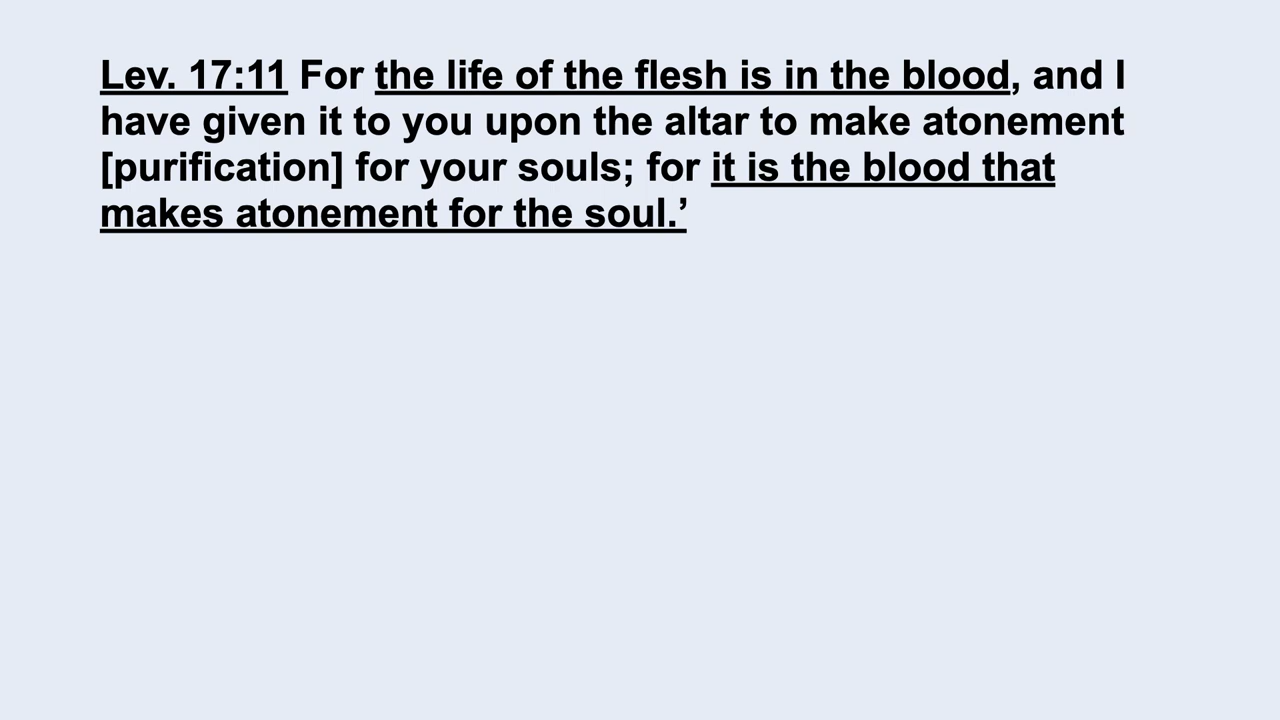 Lev. 17:11 For the life of the flesh is in the blood, and I
have given it to you upon the altar to make atonement
[purification] for your souls; for it is the blood that
makes atonement for the soul.’